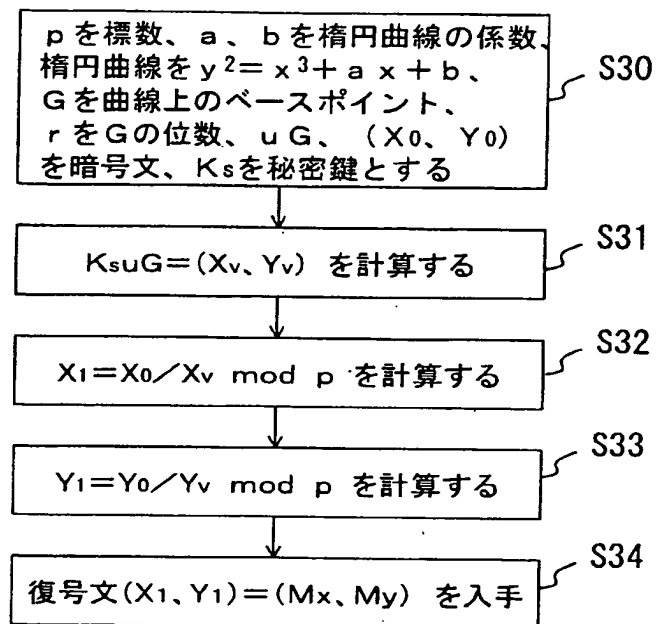 pを標数、a、bを楕円曲線の係数、
楕円曲線をy²=x³+ax+b、
Gを曲線上のベースポイント、
rをGの位数、uG、(X0、Y0)
を暗号文、Ksを秘密鍵とする
S30
KsuG=(Xv、Yv)を計算する
S31
X1=X0/Xv mod p を計算する
S32
Y1=Y0/Yv mod p を計算する
S33
復号文(X1、Y1)=(Mx、My)を入手
S34